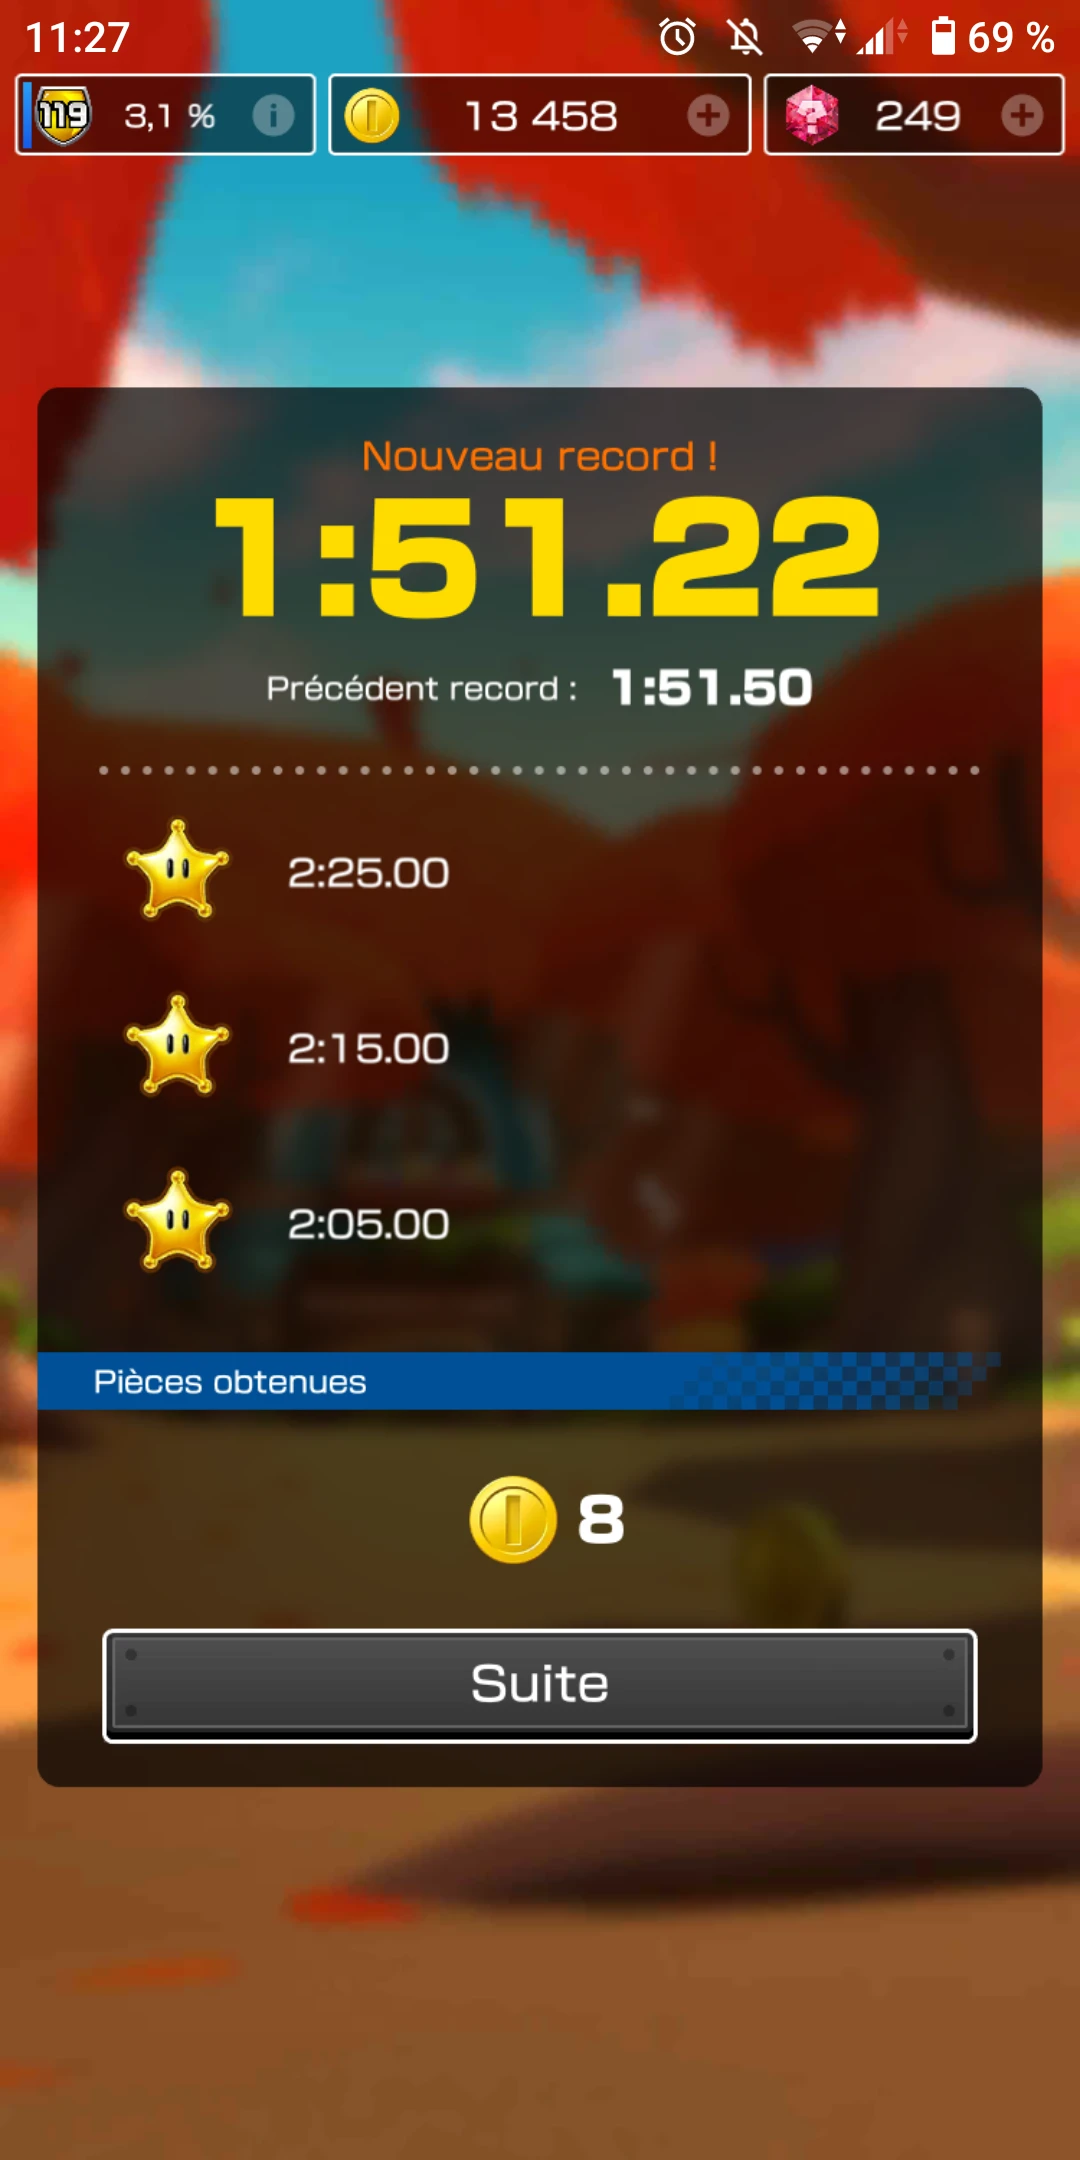 11:27 69 %
119 3,1 % i 13 458 + ? 249 +
Nouveau record !
1:51.22
Précédent record : 1:51.50
2:25.00
2:15.00
2:05.00
Pièces obtenues
8
Suite